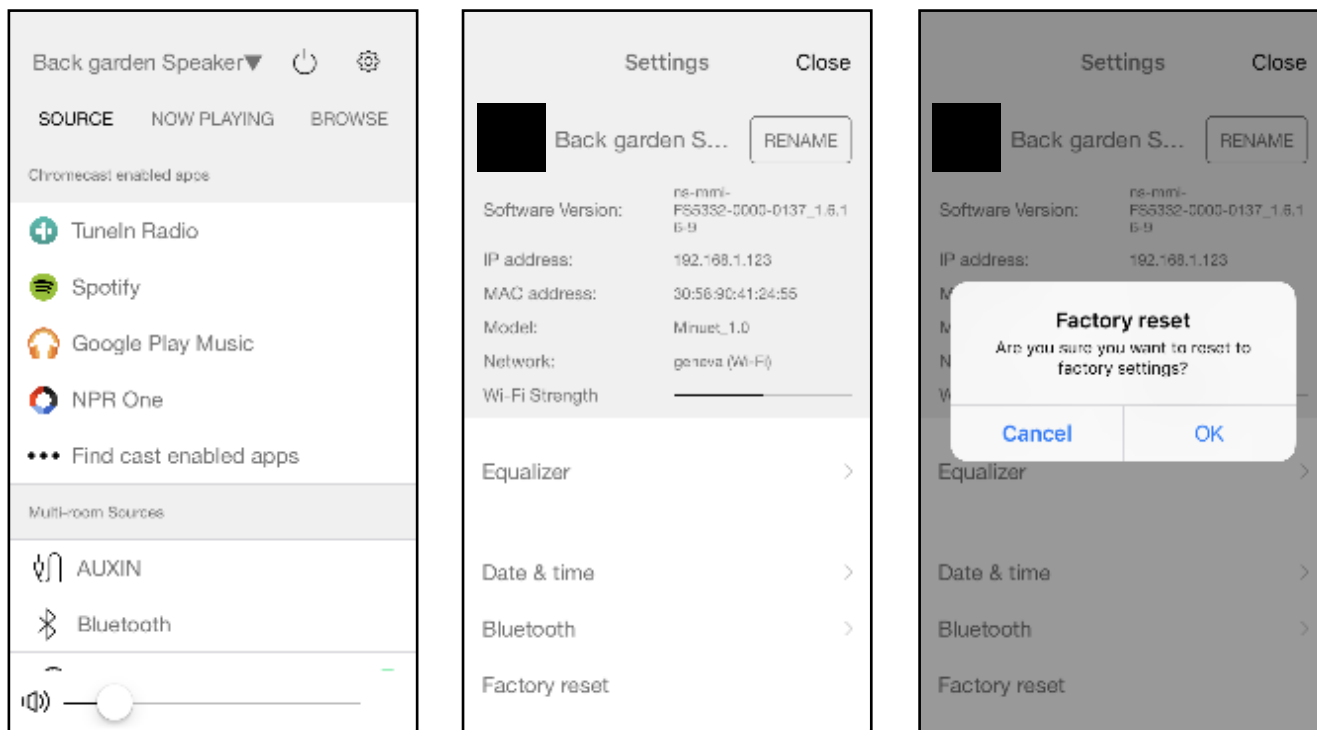 Back garden Speaker▼
SOURCE NOW PLAYING BROWSE
Chromecast enabled apps
TuneIn Radio
Spotify
Google Play Music
NPR One
••• Find cast enabled apps
Multi-room Sources
AUXIN
Bluetooth
Settings Close
Back garden S... RENAME
Software Version: ns-mmi-
FS5332-0000-0137_1.6.1
6-9
IP address: 192.168.1.123
MAC address: 30:56:90:41:24:55
Model: Minuet_1.0
Network: geneva (Wi-Fi)
Wi-Fi Strength
Equalizer
Date & time
Bluetooth
Factory reset
Settings Close
Back garden S... RENAME
Software Version: ns-mmi-
FS5332-0000-0137_1.6.1
6-9
IP address: 192.168.1.123
M
M
N
W
Factory reset
Are you sure you want to reset to
factory settings?
Cancel OK
Equalizer
Date & time
Bluetooth
Factory reset